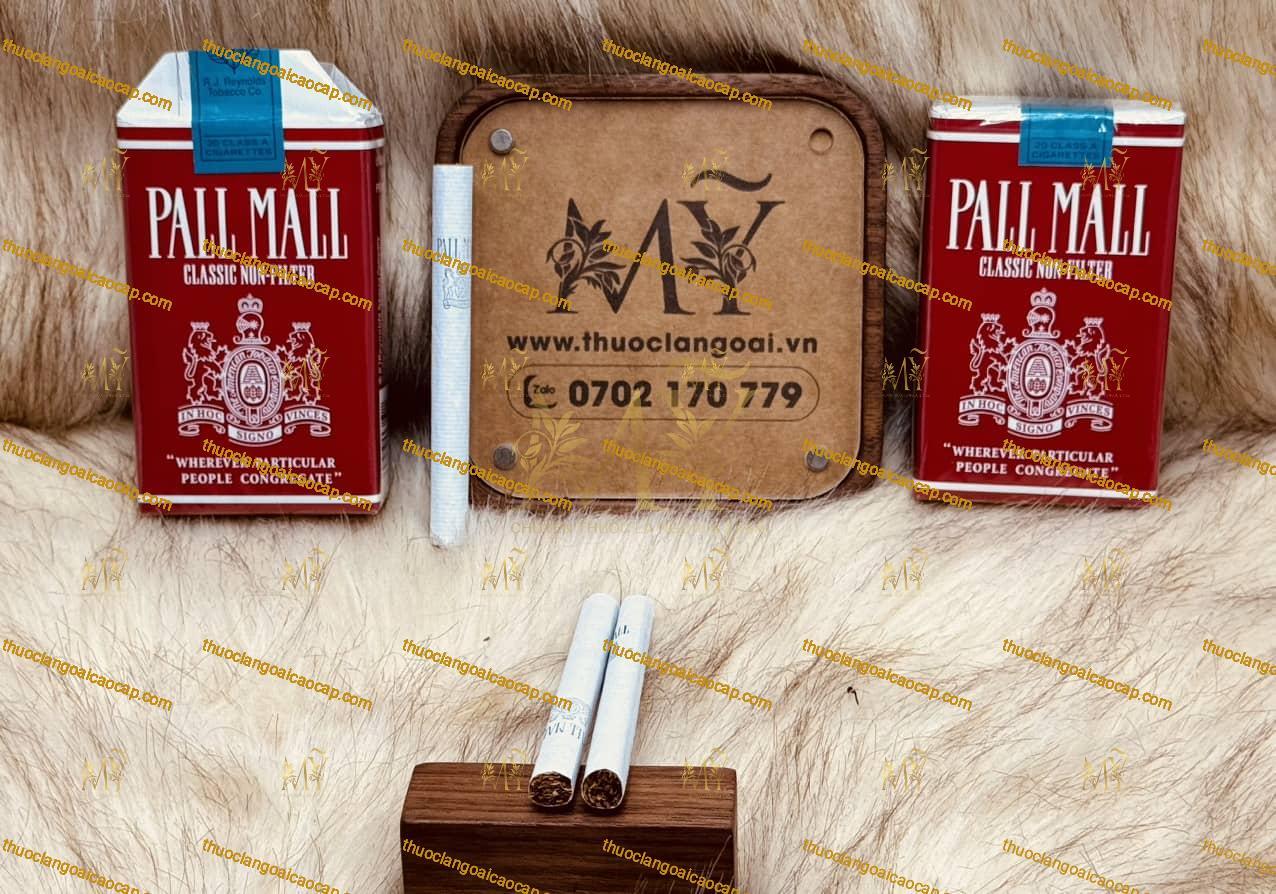 R.J. Reynolds
Tobacco Co.
20 CLASS A
CIGARETTES
PALL MALL
CLASSIC NON-FILTER
IN HOC
SIGNO
VINCES
"WHEREVER PARTICULAR
PEOPLE CONGREGATE"
PALL
MỸ
www.thuoclangoai.vn
Zalo
0702 170 779
20 CLASS A
CIGARETTES
PALL MALL
CLASSIC NON-FILTER
IN HOC
SIGNO
VINCES
"WHEREVER PARTICULAR
PEOPLE CONGREGATE"
thuoclangoaicaocap.com
MỸ